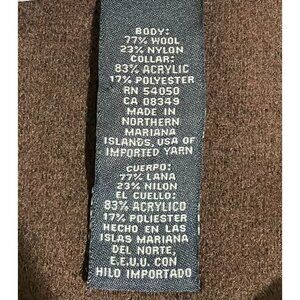 BODY:
77% WOOL
23% NYLON
COLLAR:
83% ACRYLIC
17% POLYESTER
RN 54050
CA 08349
MADE IN
NORTHERN
MARIANA
ISLANDS, USA OF
IMPORTED YARN
CUERPO:
77% LANA
23% NILON
EL CUELLO:
83% ACRYLICO
17% POLIESTER
HECHO EN LAS
ISLAS MARIANA
DEL NORTE,
E.E.U.U. CON
HILO IMPORTADO